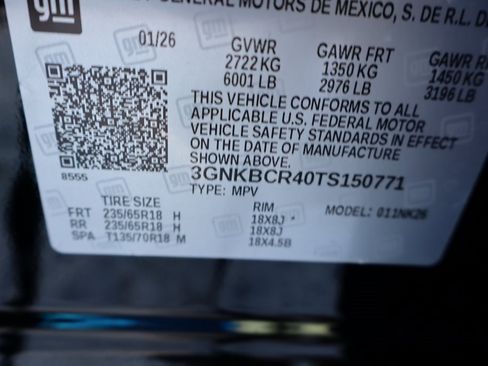 gm GENERAL MOTORS DE MEXICO, S. DE R.L. DE
01/26 GVWR GAWR FRT GAWR RR
2722 KG 1350 KG 1450 KG
6001 LB 2976 LB 3196 LB
THIS VEHICLE CONFORMS TO ALL
APPLICABLE U.S. FEDERAL MOTOR
VEHICLE SAFETY STANDARDS IN EFFECT
ON THE DATE OF MANUFACTURE
SHOWN ABOVE.
8555 3GNKBCR40TS150771
TYPE: MPV
TIRE SIZE RIM MODEL: 011NK26
FRT 235/65R18 H 18X8J *
RR 235/65R18 H 18X8J
SPA T135/70R18 M 18X4.5B